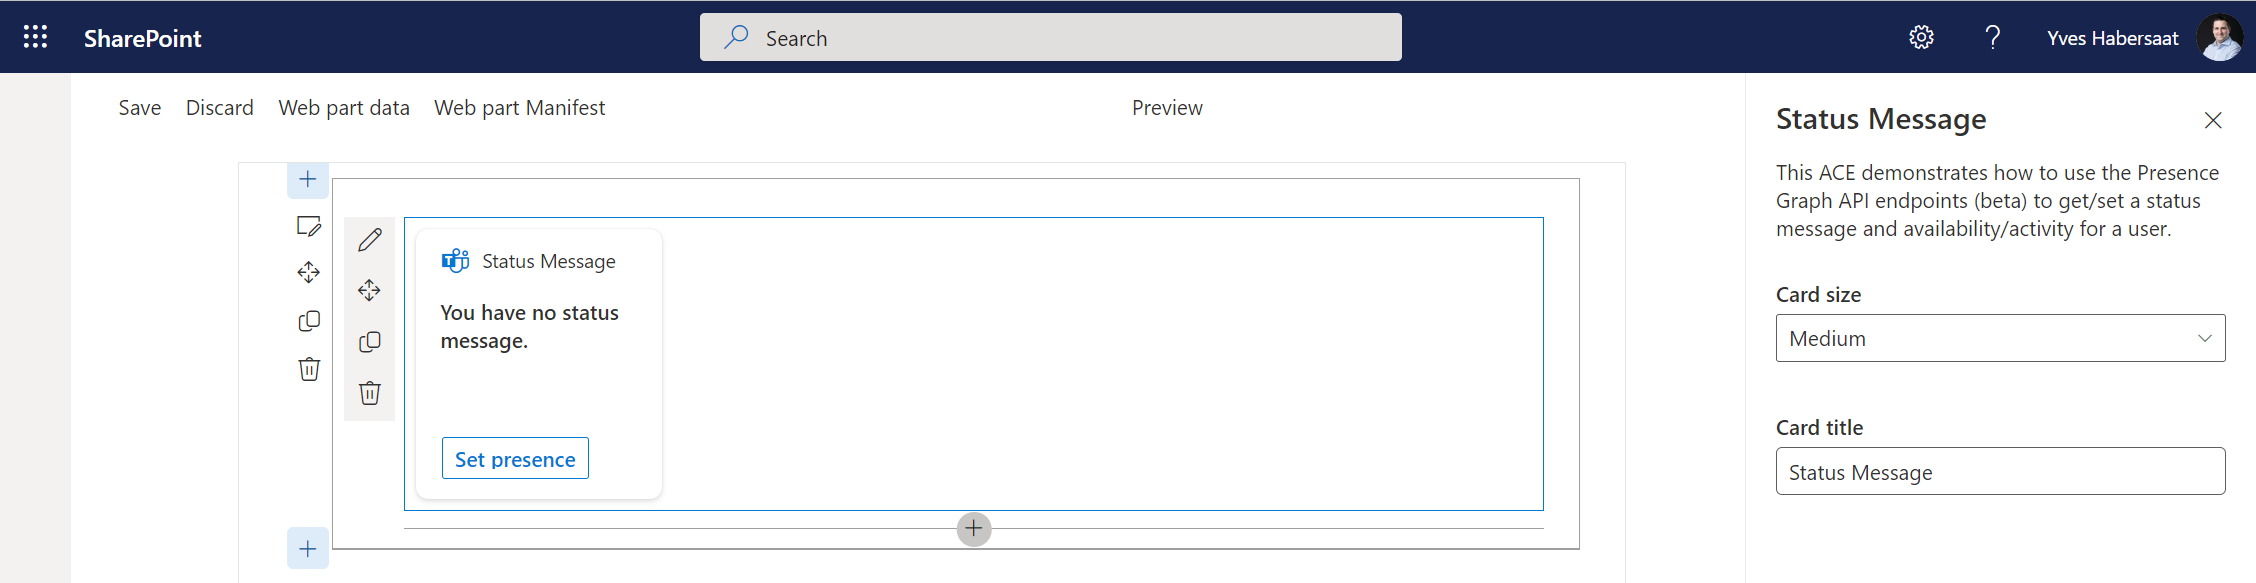 SharePoint
Search
Yves Habersaat
Save Discard Web part data Web part Manifest
Preview
Status Message
You have no status
message.
Set presence
Status Message
This ACE demonstrates how to use the Presence
Graph API endpoints (beta) to get/set a status
message and availability/activity for a user.
Card size
Medium
Card title
Status Message